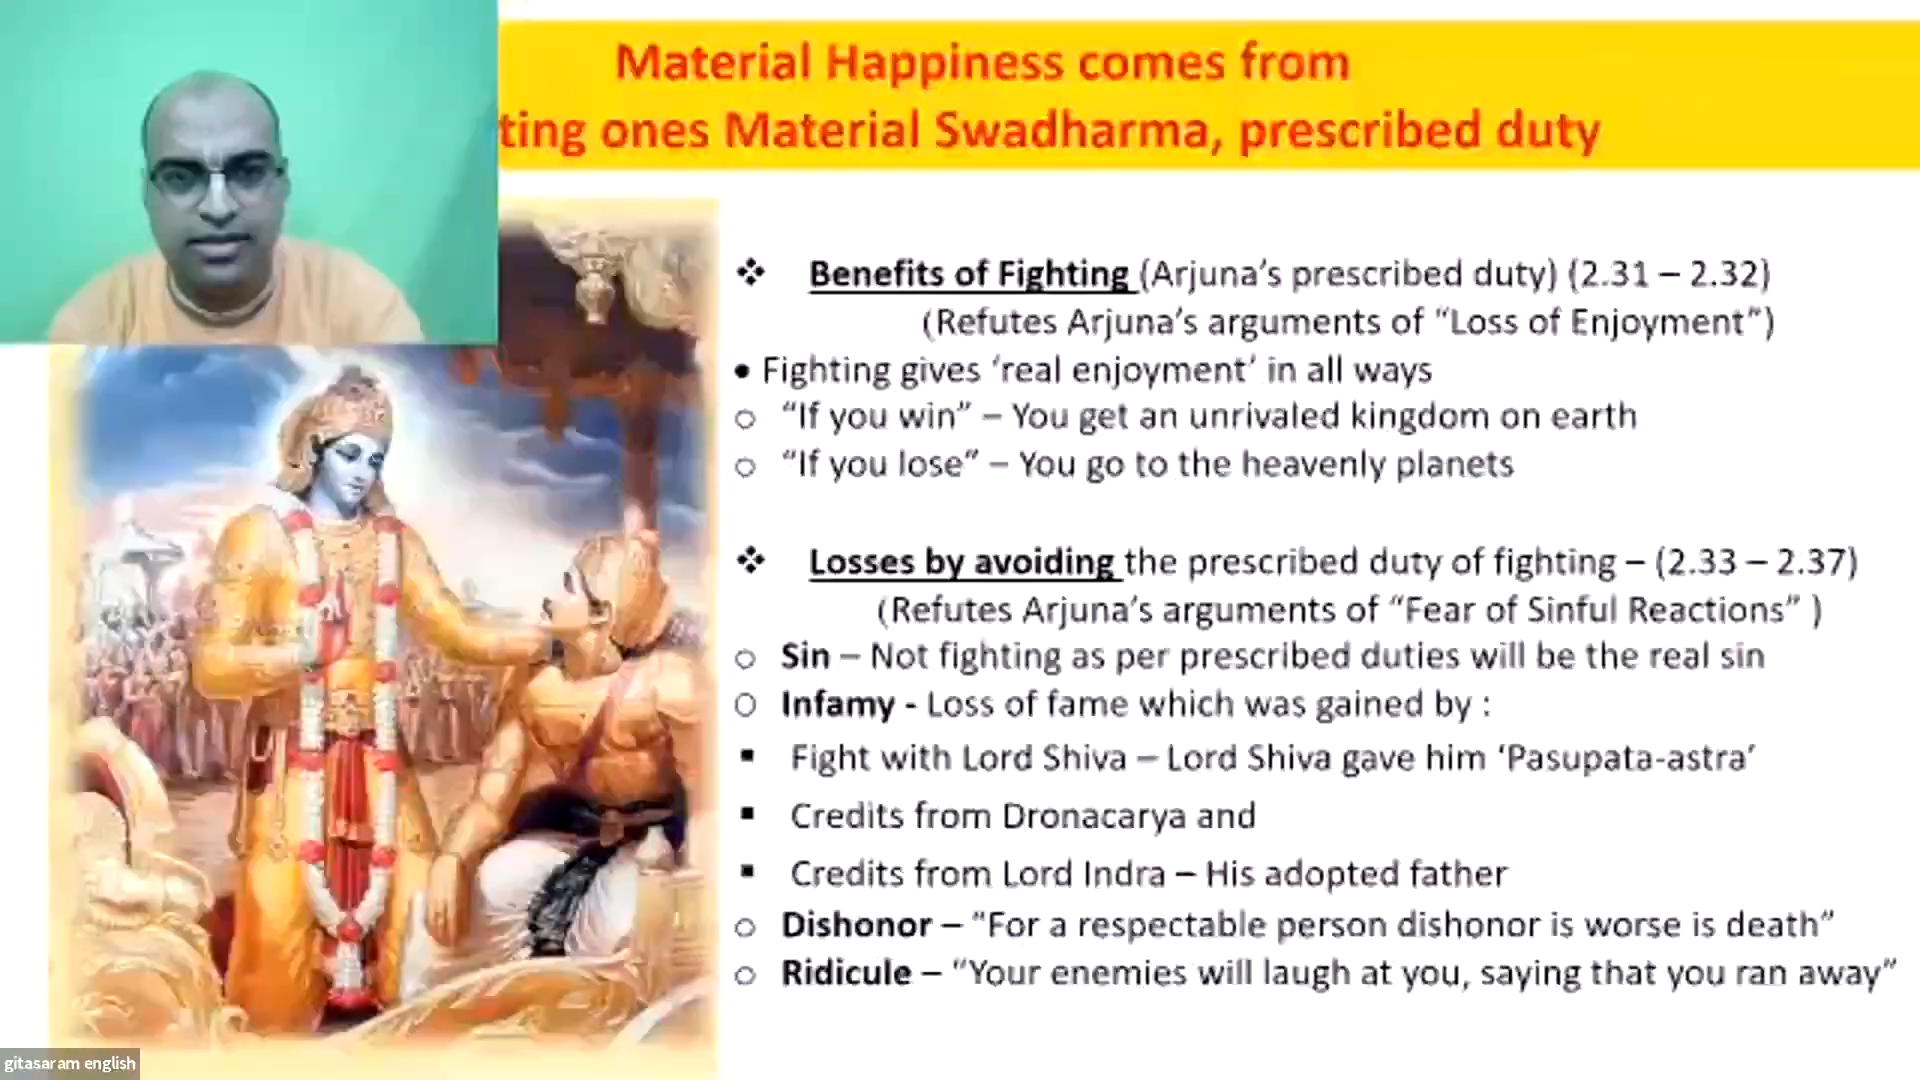 Material Happiness comes from
ting ones Material Swadharma, prescribed duty
❖ Benefits of Fighting (Arjuna’s prescribed duty) (2.31 – 2.32)
(Refutes Arjuna’s arguments of “Loss of Enjoyment”)
• Fighting gives ‘real enjoyment’ in all ways
o “If you win” – You get an unrivaled kingdom on earth
o “If you lose” – You go to the heavenly planets
❖ Losses by avoiding the prescribed duty of fighting – (2.33 – 2.37)
(Refutes Arjuna’s arguments of “Fear of Sinful Reactions” )
o Sin – Not fighting as per prescribed duties will be the real sin
O Infamy - Loss of fame which was gained by :
▪ Fight with Lord Shiva – Lord Shiva gave him ‘Pasupata-astra’
▪ Credits from Dronacarya and
▪ Credits from Lord Indra – His adopted father
o Dishonor – “For a respectable person dishonor is worse is death”
o Ridicule – “Your enemies will laugh at you, saying that you ran away”
gitasaram english